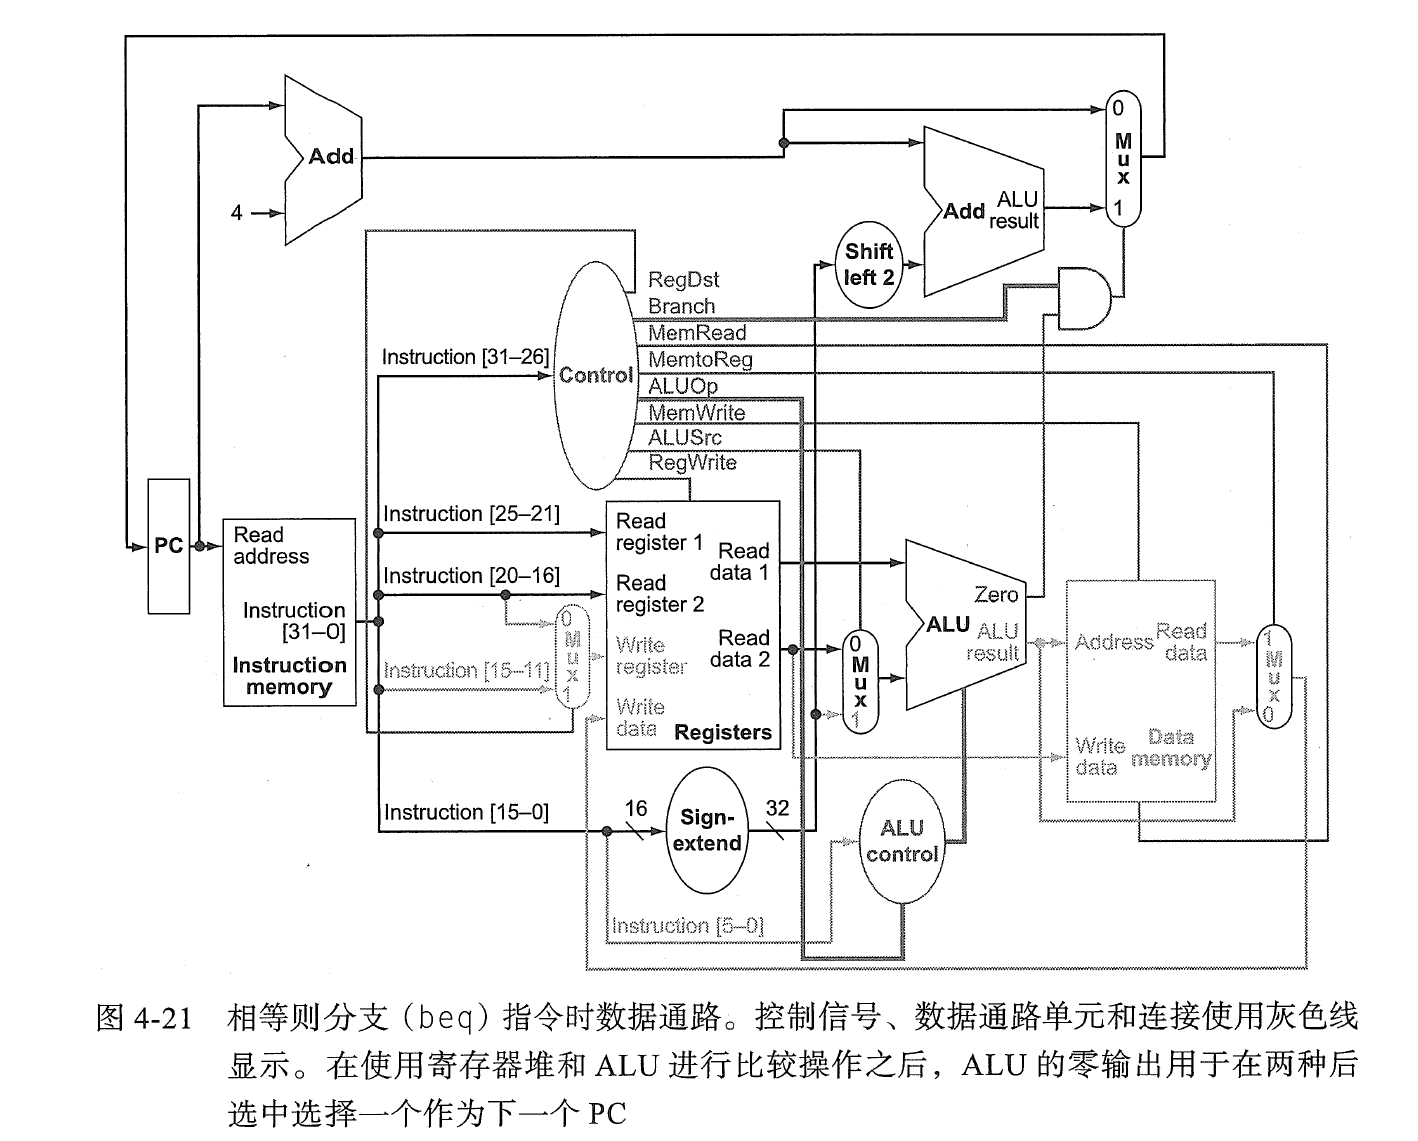 Add
4
0
Mux
1
Add ALU result
Shift left 2
RegDst
Branch
MemRead
MemtoReg
ALUOp
MemWrite
ALUSrc
RegWrite
Control
Instruction [31–26]
Instruction [25–21]
Instruction [20–16]
Instruction [15–11]
Instruction [15–0]
Instruction [5–0]
PC
Read address
Instruction [31–0]
Instruction memory
0
Mux
1
Read register 1
Read register 2
Write register
Write data
Read data 1
Read data 2
Registers
0
Mux
1
Zero
ALU
ALU result
Address
Read data
Write data
Data memory
1
Mux
0
16
Sign-extend
32
ALU control
图 4-21 相等则分支（beq）指令时数据通路。控制信号、数据通路单元和连接使用灰色线
显示。在使用寄存器堆和 ALU 进行比较操作之后，ALU 的零输出用于在两种后
选中选择一个作为下一个 PC